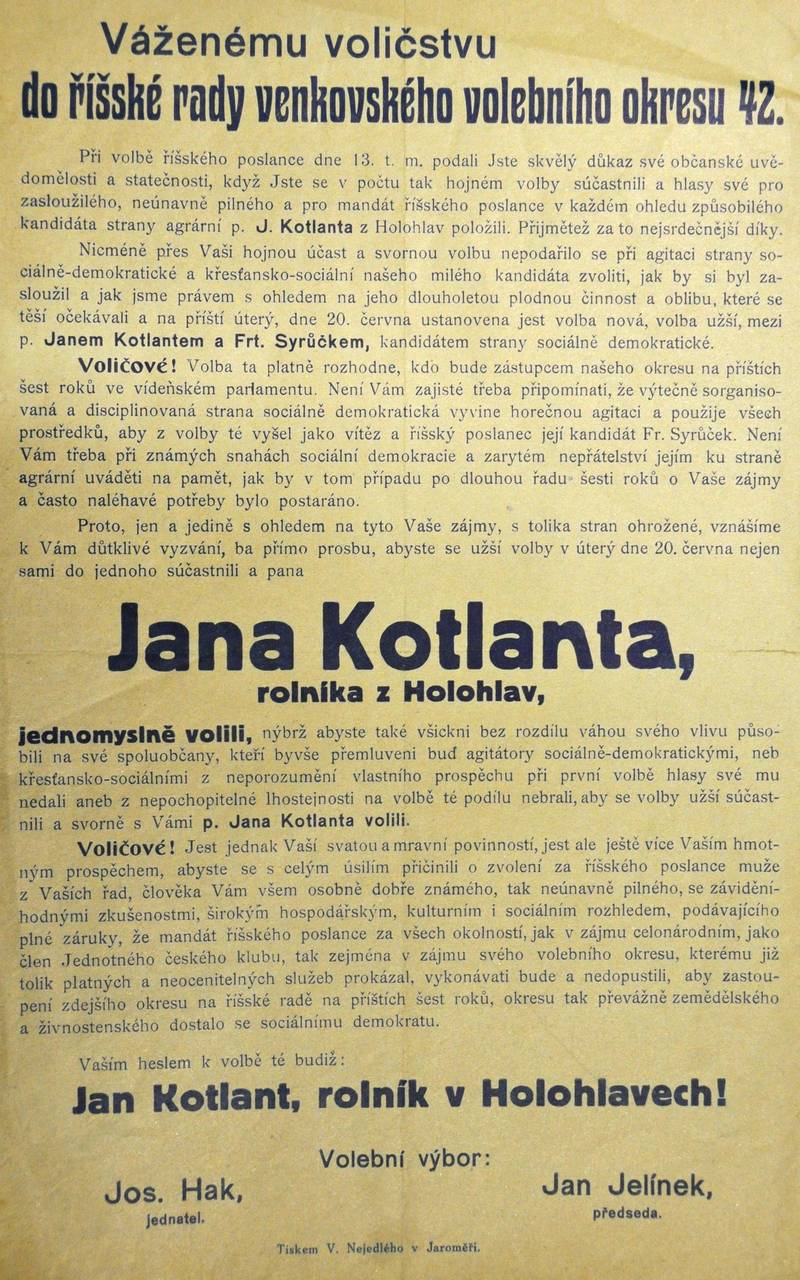 Váženému voličstvu
do říšské rady venkovského volebního okresu 42.
Při volbě říšského poslance dne 13. t. m. podali Jste skvělý důkaz své občanské uvě-
domělosti a statečnosti, když Jste se v počtu tak hojném volby súčastnili a hlasy své pro
zasloužilého, neúnavně pilného a pro mandát říšského poslance v každém ohledu způsobilého
kandidáta strany agrární p. J. Kotlanta z Holohlav položili. Přijmětež za to nejsrdečnější díky.
Nicméně přes Vaši hojnou účast a svornou volbu nepodařilo se při agitaci strany so-
ciálně-demokratické a křesťansko-sociální našeho milého kandidáta zvoliti, jak by si byl za-
sloužil a jak jsme právem s ohledem na jeho dlouholetou plodnou činnost a oblibu, které se
těší očekávali a na příští úterý, dne 20. června ustanovena jest volba nová, volba užší, mezi
p. Janem Kotlantem a Frt. Syrůčkem, kandidátem strany sociálně demokratické.
Voličové! Volba ta platně rozhodne, kdo bude zástupcem našeho okresu na příštích
šest roků ve vídeňském parlamentu. Není Vám zajisté třeba připomínati, že výtečně sorganiso-
vaná a disciplinovaná strana sociálně demokratická vyvine horečnou agitaci a použije všech
prostředků, aby z volby té vyšel jako vítěz a říšský poslanec její kandidát Fr. Syrůček. Není
Vám třeba při známých snahách sociální demokracie a zarytém nepřátelství jejím ku straně
agrární uváděti na pamět, jak by v tom případu po dlouhou řadu šesti roků o Vaše zájmy
a často naléhavé potřeby bylo postaráno.
Proto, jen a jedině s ohledem na tyto Vaše zájmy, s tolika stran ohrožené, vznášíme
k Vám důtklivé vyzvání, ba přímo prosbu, abyste se užší volby v úterý dne 20. června nejen
sami do jednoho súčastnili a pana
Jana Kotlanta,
rolníka z Holohlav,
jednomyslně volili, nýbrž abyste také všickni bez rozdílu váhou svého vlivu půso-
bili na své spoluobčany, kteří byvše přemluveni buď agitátory sociálně-demokratickými, neb
křesťansko-sociálními z neporozumění vlastního prospěchu při první volbě hlasy své mu
nedali aneb z nepochopitelné lhostejnosti na volbě té podílu nebrali, aby se volby užší súčast-
nili a svorně s Vámi p. Jana Kotlanta volili.
Voličové! Jest jednak Vaší svatou a mravní povinností, jest ale ještě více Vaším hmot-
ným prospěchem, abyste se s celým úsilím přičinili o zvolení za říšského poslance muže
z Vašich řad, člověka Vám všem osobně dobře známého, tak neúnavně pilného, se závidění-
hodnými zkušenostmi, širokým hospodářským, kulturním i sociálním rozhledem, podávajícího
plné záruky, že mandát říšského poslance za všech okolností, jak v zájmu celonárodním, jako
člen Jednotného českého klubu, tak zejména v zájmu svého volebního okresu, kterému již
tolik platných a neocenitelných služeb prokázal, vykonávati bude a nedopustili, aby zastou-
pení zdejšího okresu na říšské radě na příštích šest roků, okresu tak převážně zemědělského
a živnostenského dostalo se sociálnímu demokratu.
Vaším heslem k volbě té budiž:
Jan Kotlant, rolník v Holohlavech!
Volební výbor:
Jos. Hak,
jednatel.
Jan Jelínek,
předseda.
Tiskem V. Nejedlého v Jaroměři.